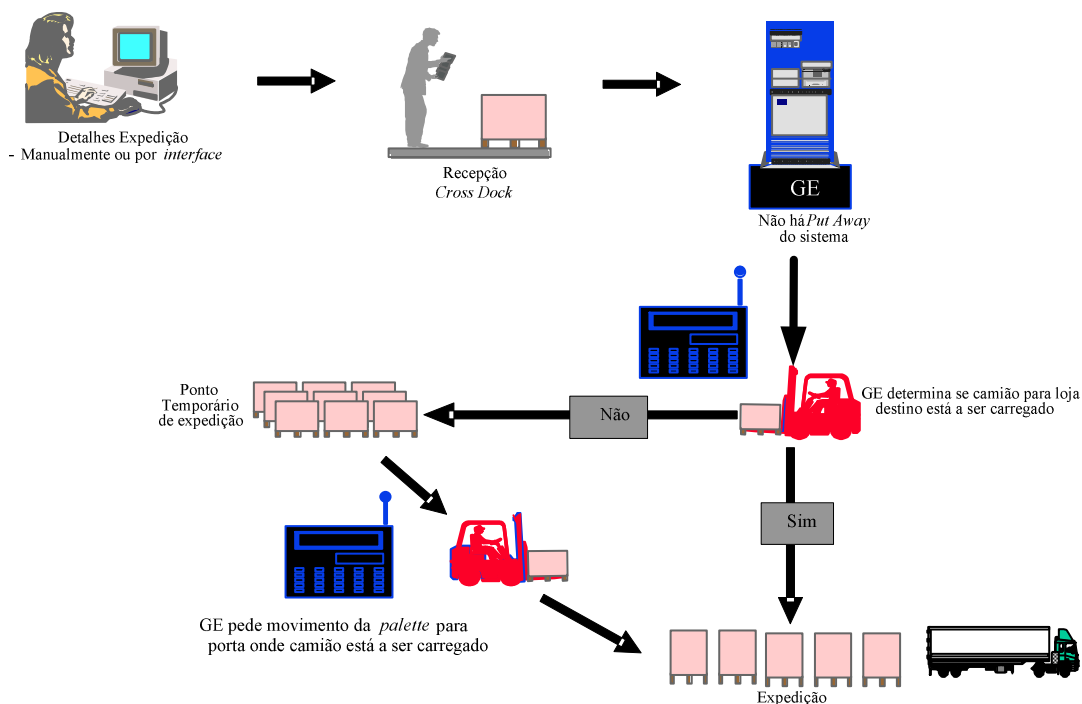 Detalhes Expedição
- Manualmente ou por interface
Recepção
Cross Dock
GE
Não há Put Away
do sistema
GE determina se camião para loja
destino está a ser carregado
Não
Ponto
Temporário
de expedição
Sim
GE pede movimento da palette para
porta onde camião está a ser carregado
Expedição